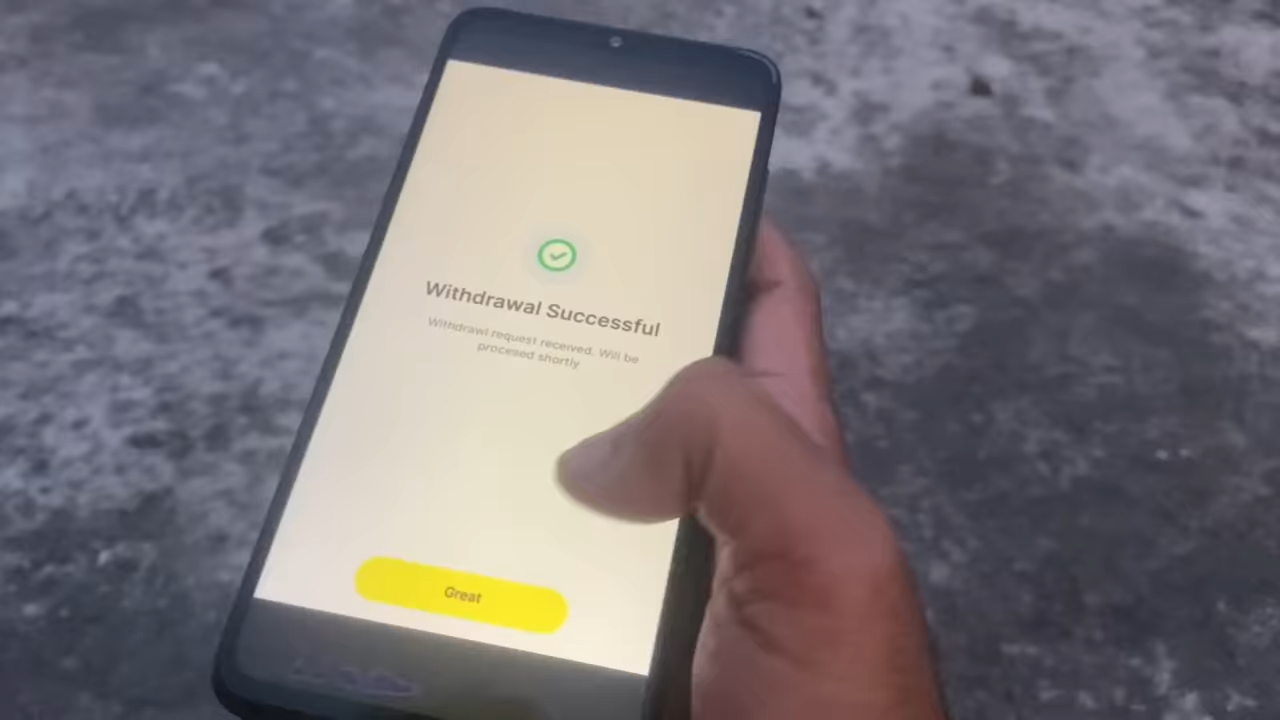 Withdrawal Successful
Withdrawl request received. Will be
procesed shortly
Great